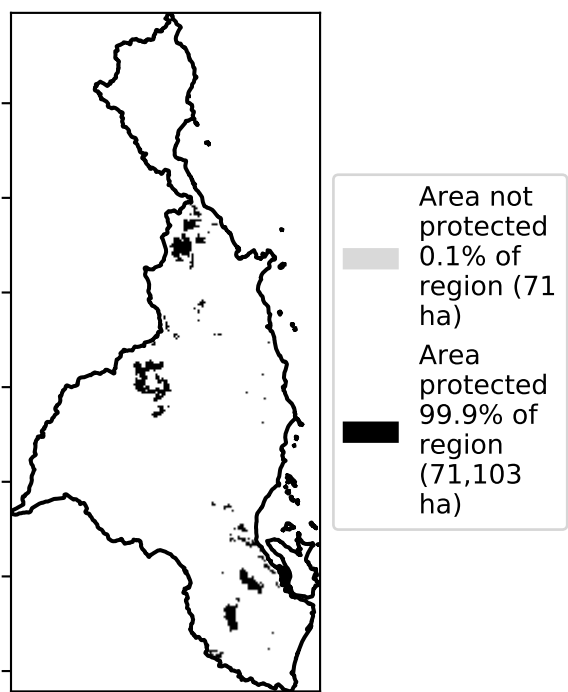 Area not
protected
0.1% of
region (71
ha)
Area
protected
99.9% of
region
(71,103
ha)